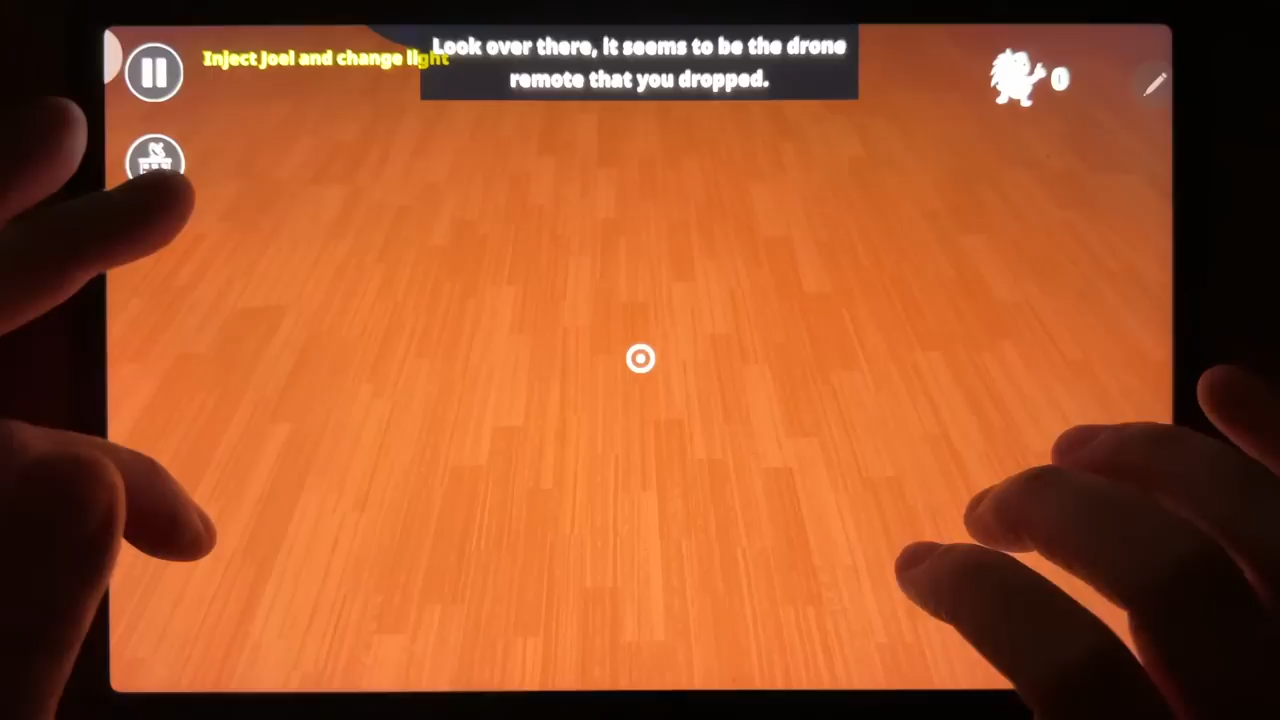 Inject Joel and change light
Look over there, it seems to be the drone
remote that you dropped.
0